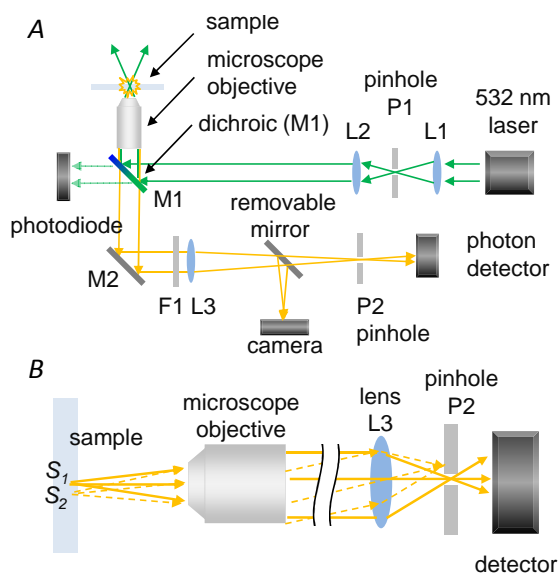 A
sample
microscope
objective
dichroic (M1)
pinhole
P1
532 nm
laser
L2
L1
M1
photodiode
removable
mirror
photon
detector
M2
F1 L3
P2
pinhole
camera
B
sample
microscope
objective
lens
L3
pinhole
P2
S1
S2
detector